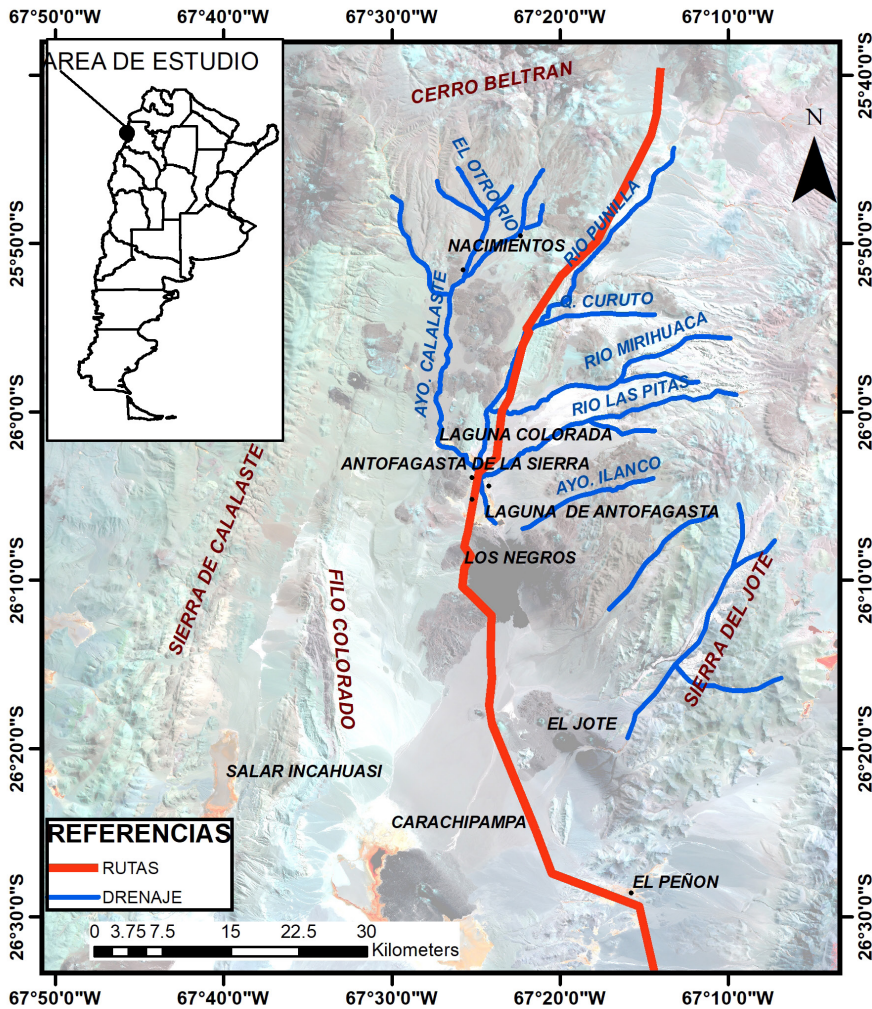 67°50'0"W 67°40'0"W 67°30'0"W 67°20'0"W 67°10'0"W
AREA DE ESTUDIO
CERRO BELTRAN
25°40'0"S
25°40'0"S
N
EL OTRO RIO
RIO PUNILLA
25°50'0"S
25°50'0"S
NACIMIENTOS
AYO. CALALASTE
Q. CURUTO
RIO MIRIHUACA
RIO LAS PITAS
26°0'0"S
26°0'0"S
LAGUNA COLORADA
ANTOFAGASTA DE LA SIERRA
AYO. ILANCO
LAGUNA DE ANTOFAGASTA
SIERRA DE CALALASTE
LOS NEGROS
26°10'0"S
26°10'0"S
FILO COLORADO
SIERRA DEL JOTE
EL JOTE
26°20'0"S
26°20'0"S
SALAR INCAHUASI
CARACHIPAMPA
REFERENCIAS
RUTAS
DRENAJE
EL PEÑON
26°30'0"S
26°30'0"S
0 3.75 7.5 15 22.5 30
Kilometers
67°50'0"W 67°40'0"W 67°30'0"W 67°20'0"W 67°10'0"W